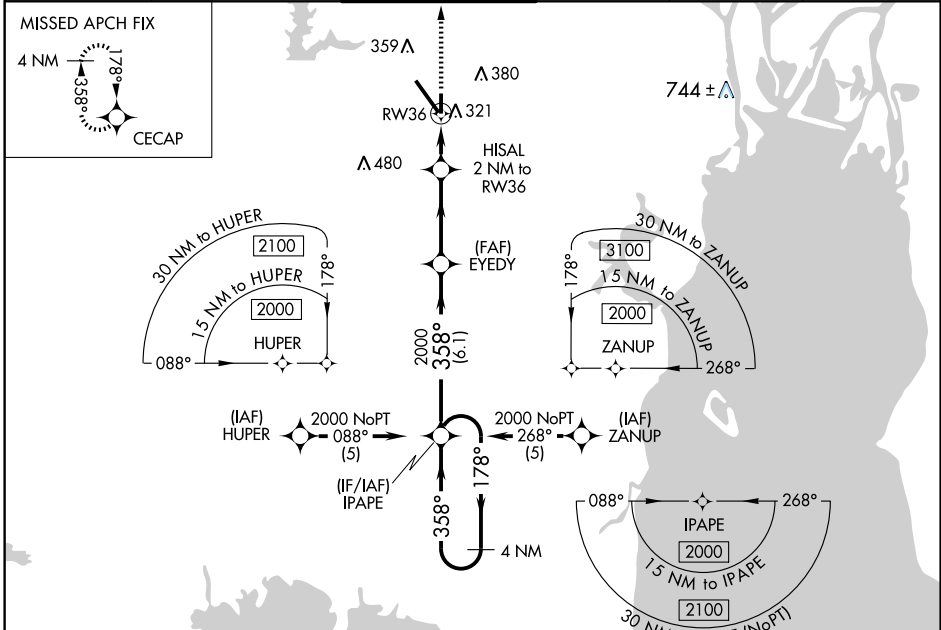 MISSED APCH FIX
4 NM
178°
358°
CECAP
359
380
RW36
321
744 ±
480
HISAL
2 NM to
RW36
(FAF)
EYEDY
30 NM to HUPER
2100
15 NM to HUPER
2000
HUPER
178°
088°
30 NM to ZANUP
3100
15 NM to ZANUP
2000
ZANUP
178°
268°
2000
358°
(6.1)
(IAF)
HUPER
2000 NoPT
088°
(5)
2000 NoPT
268°
(5)
(IAF)
ZANUP
(IF/IAF)
IPAPE
358°
178°
4 NM
088°
268°
IPAPE
2000
15 NM to IPAPE
2100
30 NM (NoPT)